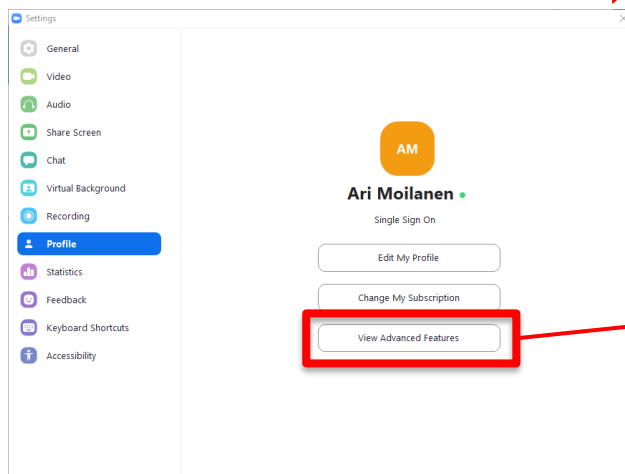 Settings
General
Video
Audio
Share Screen
Chat
Virtual Background
Recording
Profile
Statistics
Feedback
Keyboard Shortcuts
Accessibility
AM
Ari Moilanen
Single Sign On
Edit My Profile
Change My Subscription
View Advanced Features